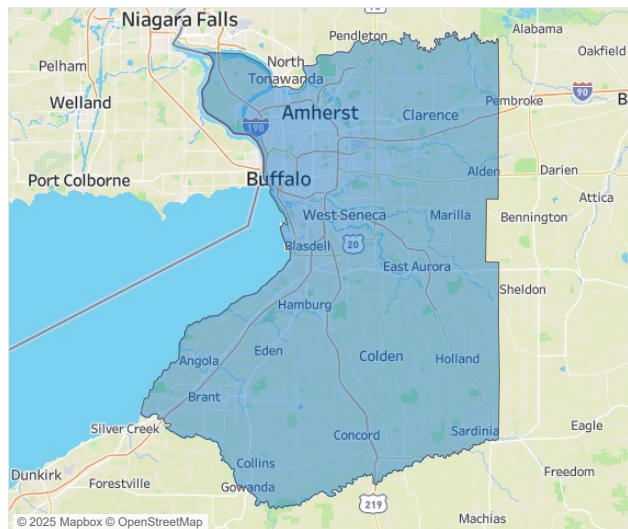 90
Niagara Falls
Pendleton
Alabama
Oakfield
Pelham
North
Tonawanda
Welland
90
Pembroke
B
Amherst
Clarence
190
Port Colborne
Buffalo
Alden
Darien
Attica
West Seneca
Marilla
Bennington
Blasdell
20
East Aurora
Sheldon
Hamburg
Angola
Eden
Colden
Holland
Brant
Silver Creek
Concord
Sardinia
Eagle
Dunkirk
Forestville
Collins
Gowanda
Freedom
219
Machias
© 2025 Mapbox © OpenStreetMap